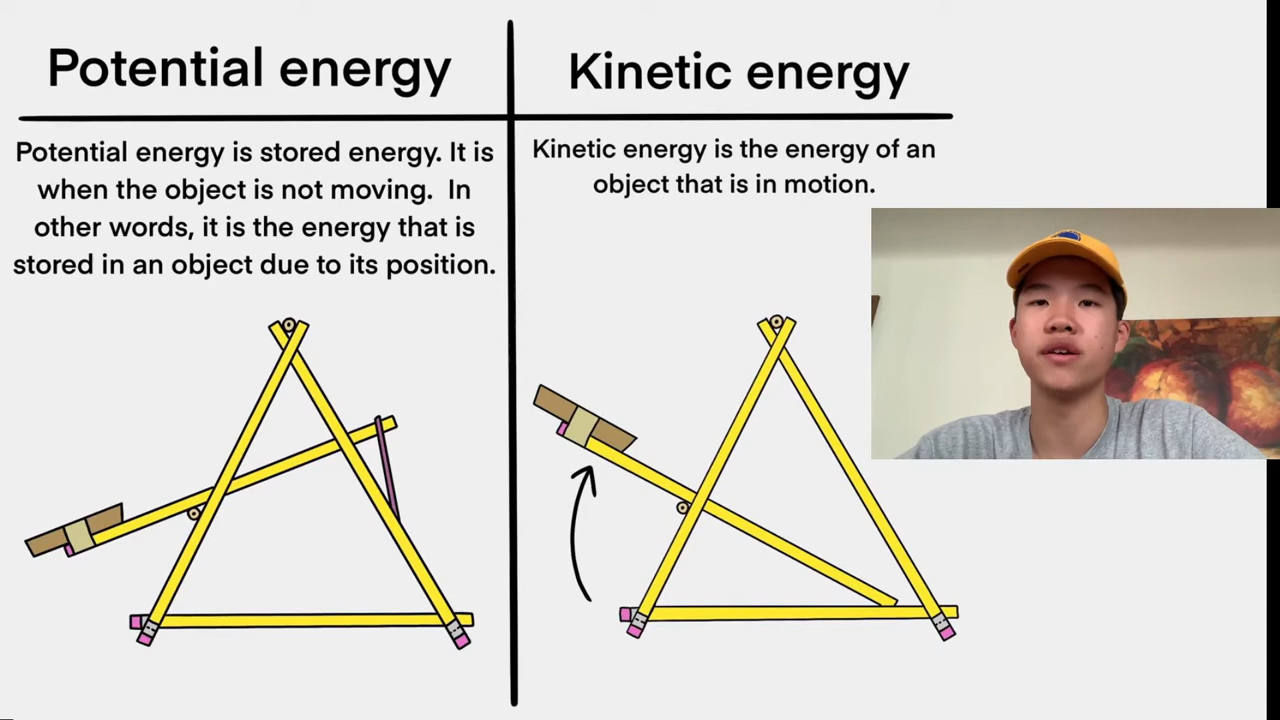 Potential energy
Potential energy is stored energy. It is
when the object is not moving.  In
other words, it is the energy that is
stored in an object due to its position.
Kinetic energy
Kinetic energy is the energy of an
object that is in motion.